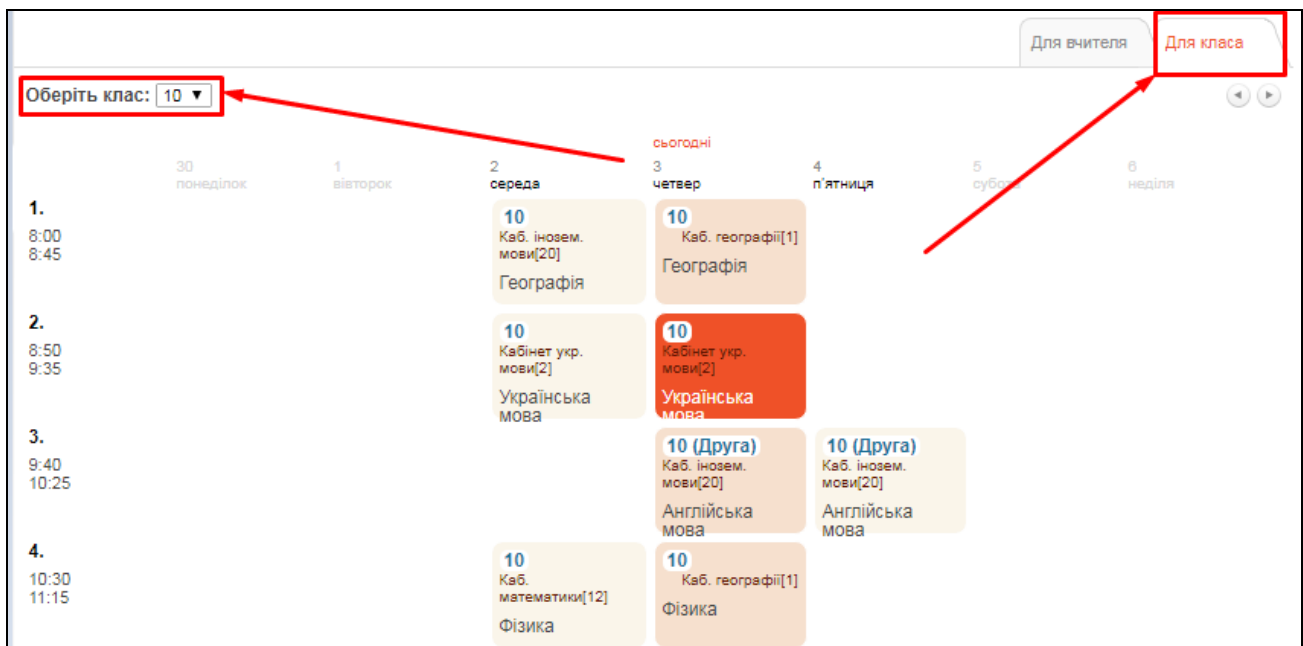 Для вчителя Для класа
Оберіть клас: 10
сьогодні
30 1 2 3 4 5 6
понеділок вівторок середа четвер п'ятниця субота неділя
1.
8:00
8:45
10
Каб. інозем.
мови[20]
Географія
10
Каб. географії[1]
Географія
2.
8:50
9:35
10
Кабінет укр.
мови[2]
Українська
мова
10
Кабінет укр.
мови[2]
Українська
мова
3.
9:40
10:25
10 (Друга)
Каб. інозем.
мови[20]
Англійська
мова
10 (Друга)
Каб. інозем.
мови[20]
Англійська
мова
4.
10:30
11:15
10
Каб.
математики[12]
Фізика
10
Каб. географії[1]
Фізика